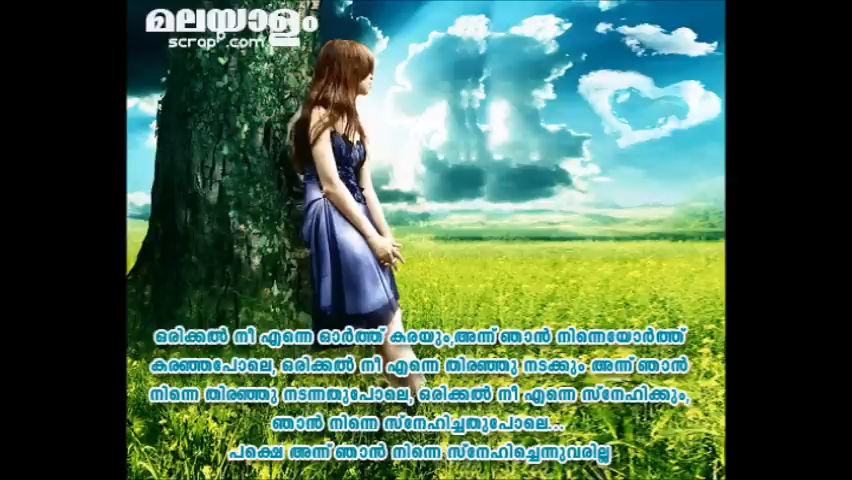 മലയാളം
scrap.com
ഒരിക്കൽ നീ എന്നെ ഓർത്ത് കരയും,അന്ന് ഞാൻ നിന്നെയോർത്ത്
കരഞ്ഞപോലെ, ഒരിക്കൽ നീ എന്നെ തിരഞ്ഞു നടക്കും അന്ന് ഞാൻ
നിന്നെ തിരഞ്ഞു നടന്നതുപോലെ, ഒരിക്കൽ നീ എന്നെ സ്നേഹിക്കും,
ഞാൻ നിന്നെ സ്നേഹിച്ചതുപോലെ...
പക്ഷെ അന്ന് ഞാൻ നിന്നെ സ്നേഹിച്ചെന്നുവരില്ല